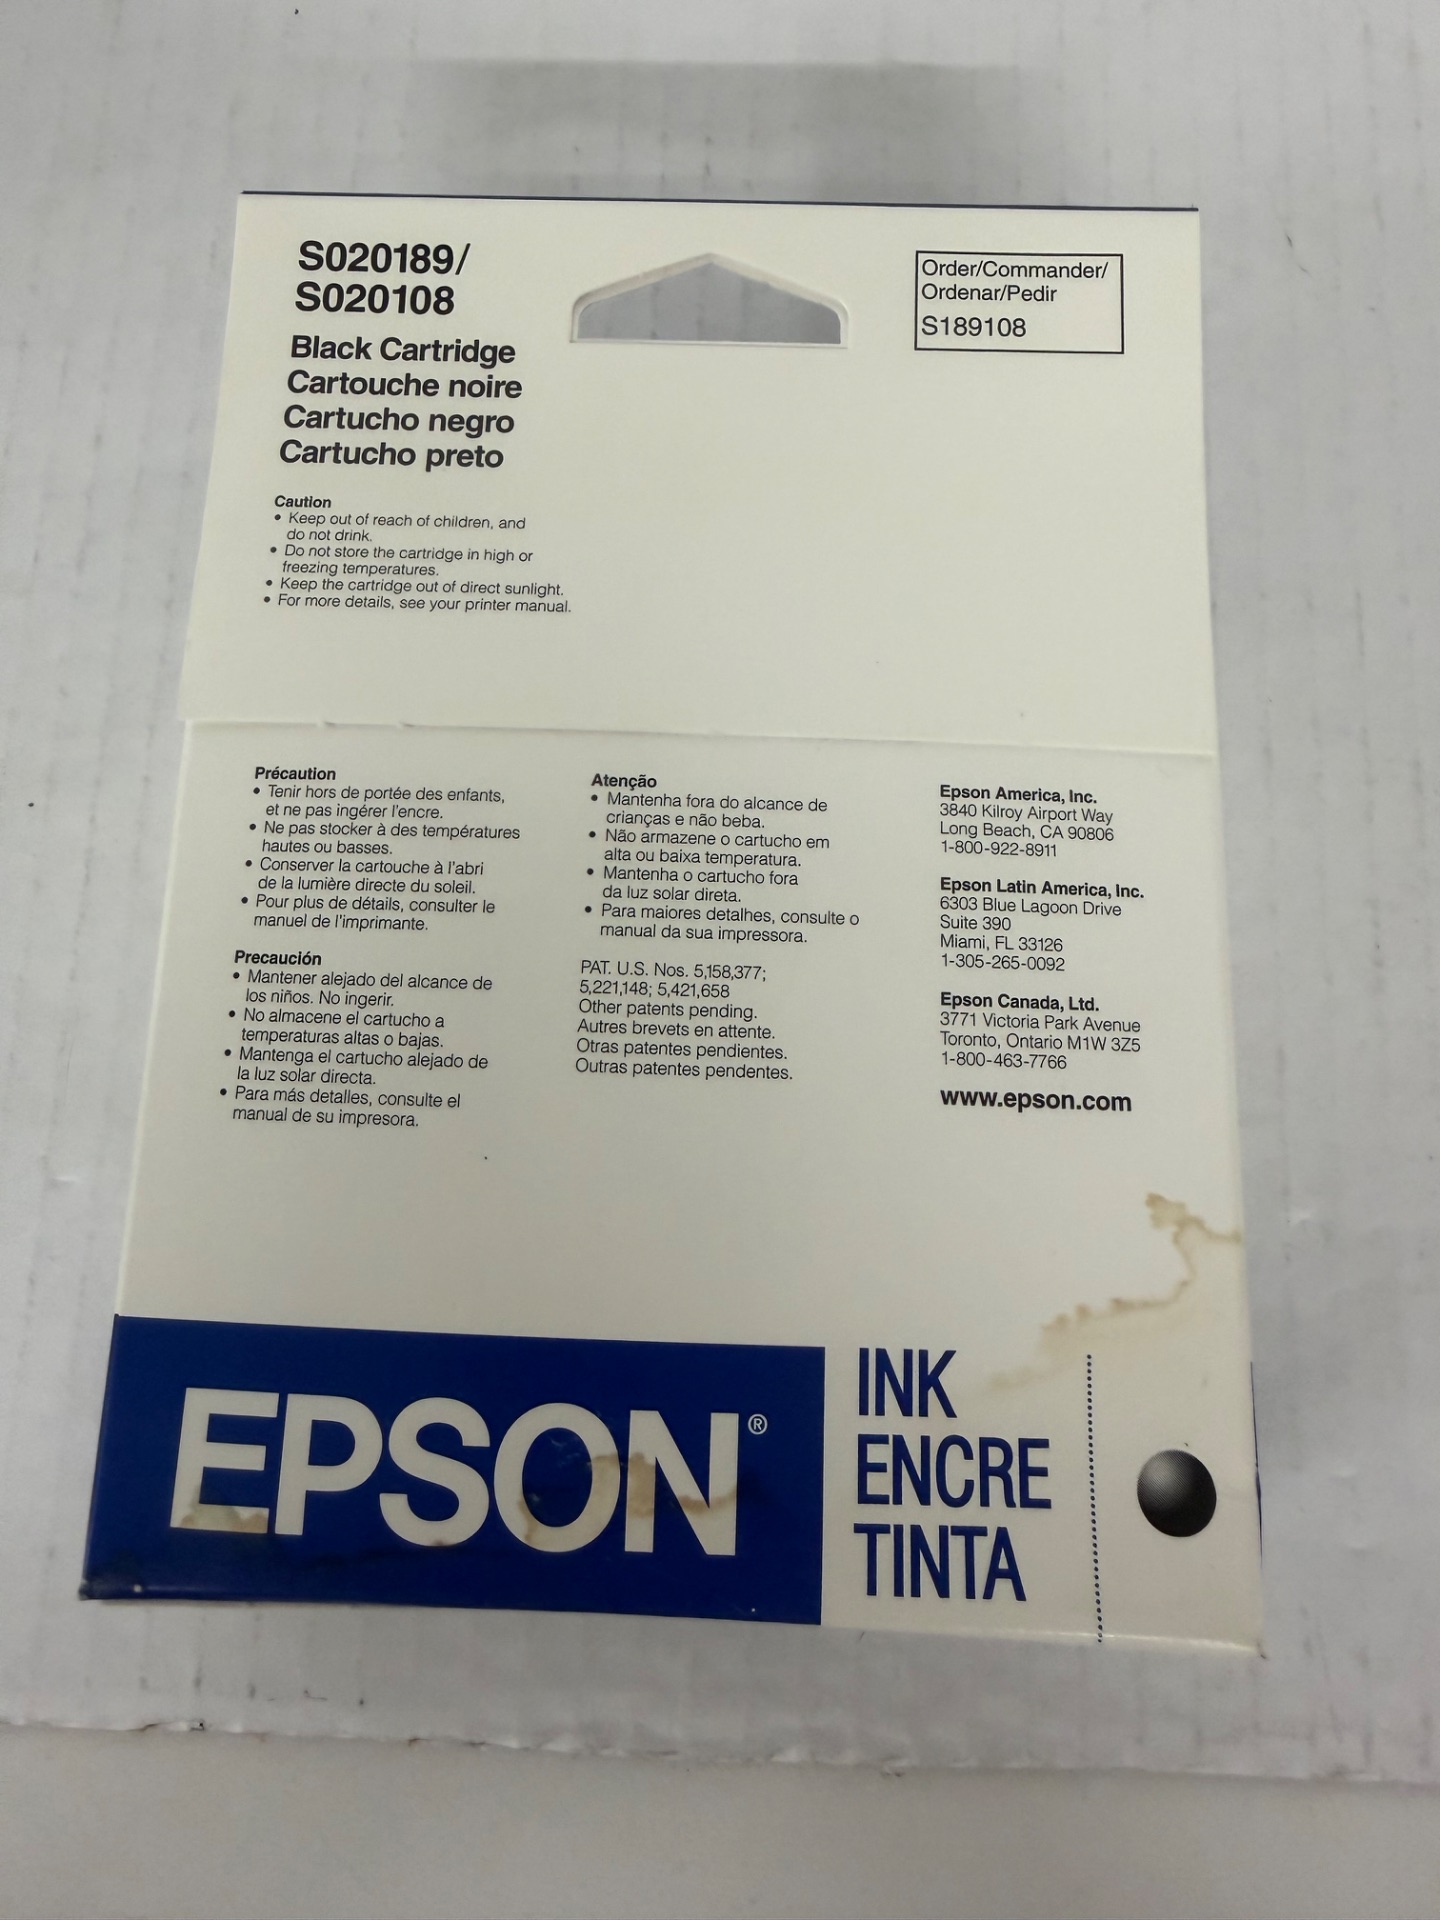 S020189/
S020108
Black Cartridge
Cartouche noire
Cartucho negro
Cartucho preto
Order/Commander/
Ordenar/Pedir
S189108
Caution
• Keep out of reach of children, and
do not drink.
• Do not store the cartridge in high or
freezing temperatures.
• Keep the cartridge out of direct sunlight.
• For more details, see your printer manual.
Précaution
• Tenir hors de portée des enfants,
et ne pas ingérer l'encre.
• Ne pas stocker à des températures
hautes ou basses.
• Conserver la cartouche à l'abri
de la lumière directe du soleil.
• Pour plus de détails, consulter le
manuel de l'imprimante.
Precaución
• Mantener alejado del alcance de
los niños. No ingerir.
• No almacene el cartucho a
temperaturas altas o bajas.
• Mantenga el cartucho alejado de
la luz solar directa.
• Para más detalles, consulte el
manual de su impresora.
Atenção
• Mantenha fora do alcance de
crianças e não beba.
• Não armazene o cartucho em
alta ou baixa temperatura.
• Mantenha o cartucho fora
da luz solar direta.
• Para maiores detalhes, consulte o
manual da sua impressora.
PAT. U.S. Nos. 5,158,377;
5,221,148; 5,421,658
Other patents pending.
Autres brevets en attente.
Otras patentes pendientes.
Outras patentes pendentes.
Epson America, Inc.
3840 Kilroy Airport Way
Long Beach, CA 90806
1-800-922-8911
Epson Latin America, Inc.
6303 Blue Lagoon Drive
Suite 390
Miami, FL 33126
1-305-265-0092
Epson Canada, Ltd.
3771 Victoria Park Avenue
Toronto, Ontario M1W 3Z5
1-800-463-7766
www.epson.com
EPSON®
INK
ENCRE
TINTA